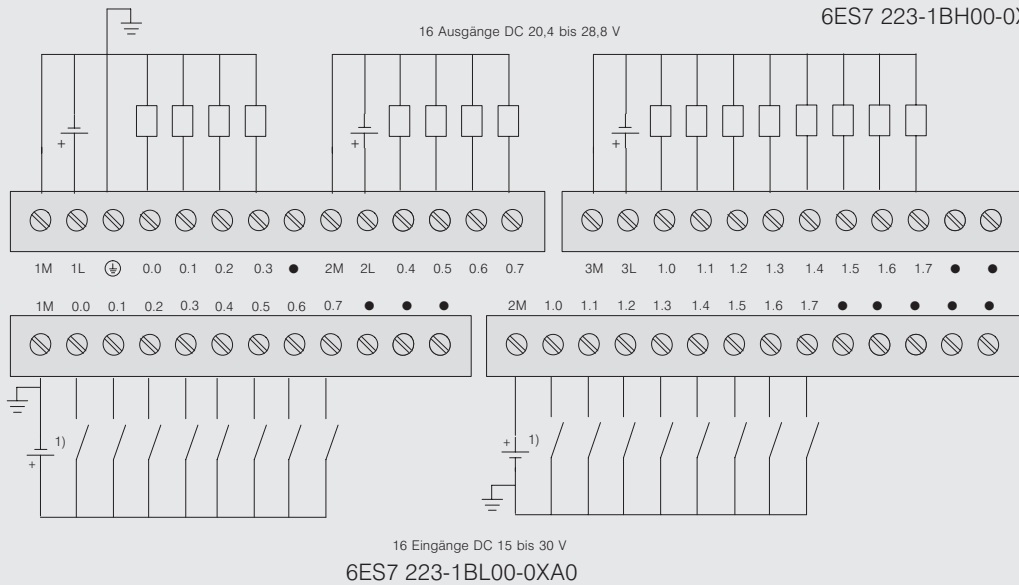 6ES7 223-1BH00-0X
16 Ausgänge DC 20,4 bis 28,8 V
+ + +
1M 1L 0.0 0.1 0.2 0.3 ● 2M 2L 0.4 0.5 0.6 0.7 3M 3L 1.0 1.1 1.2 1.3 1.4 1.5 1.6 1.7 ● ●
1M 0.0 0.1 0.2 0.3 0.4 0.5 0.6 0.7 ● ● ● 2M 1.0 1.1 1.2 1.3 1.4 1.5 1.6 1.7 ● ● ● ● ●
1) + 1)
+
16 Eingänge DC 15 bis 30 V
6ES7 223-1BL00-0XA0